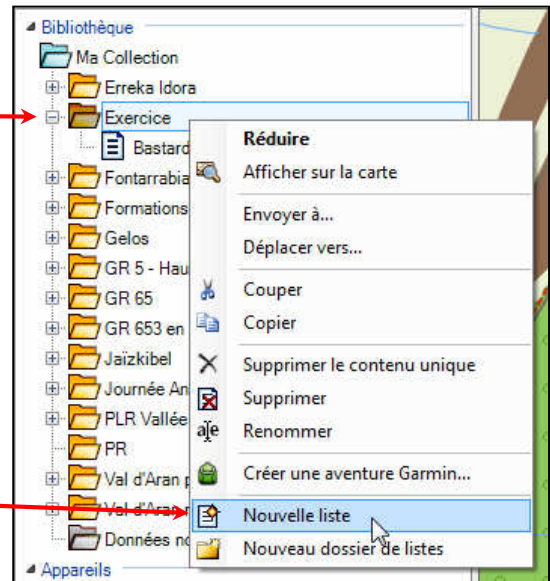 Bibliothèque
Ma Collection
Erreka Idora
Exercice
Bastard
Fontarrabia
Formations
Gelos
GR 5 - Hau
GR 65
GR 653 en
Jaïzkibel
Journée An
PLR Vallée
PR
Val d'Aran p
Val d'Aran
Données no
Appareils
Réduire
Afficher sur la carte
Envoyer à...
Déplacer vers...
Couper
Copier
Supprimer le contenu unique
Supprimer
Renommer
Créer une aventure Garmin...
Nouvelle liste
Nouveau dossier de listes